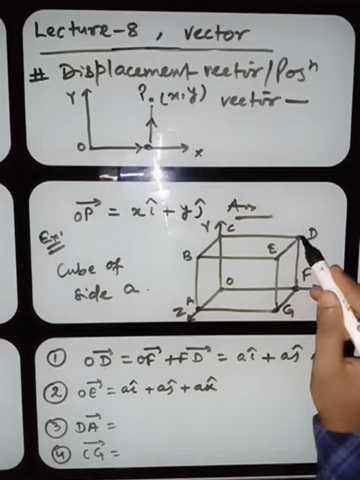 Lecture-8, vector
# Displacement vector/Posⁿ
vector —
Y P.(x,y)
O x
OP⃗ = xî + yĵ Ans
Ex:
Cube of
side a.
Y C D
B E
O F
A
Z G
① OD⃗ = OF⃗ + FD⃗ = aî + aĵ
② OE⃗ = aî + aĵ + ak̂
③ DA⃗ =
④ CG⃗ =